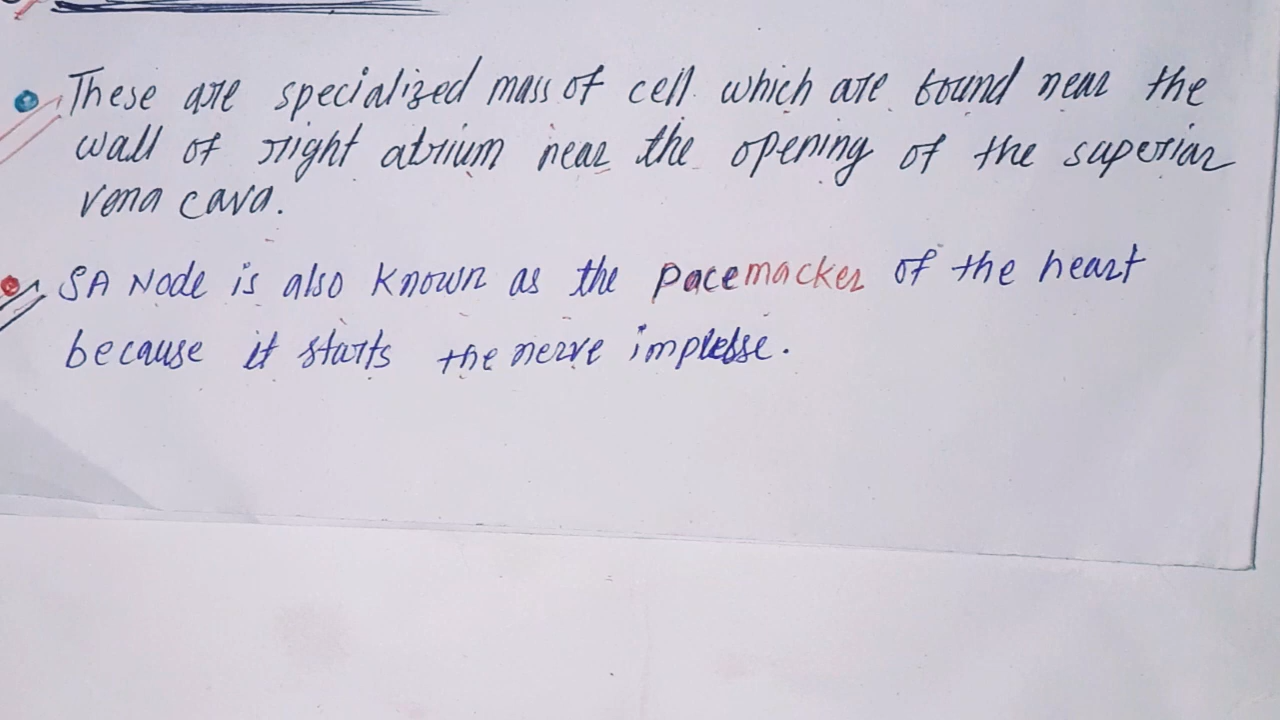 These are specialized mass of cell which are found near the
wall of right atrium near the opening of the superior
vena cava.
SA Node is also known as the pacemacker of the heart
because it starts the nerve